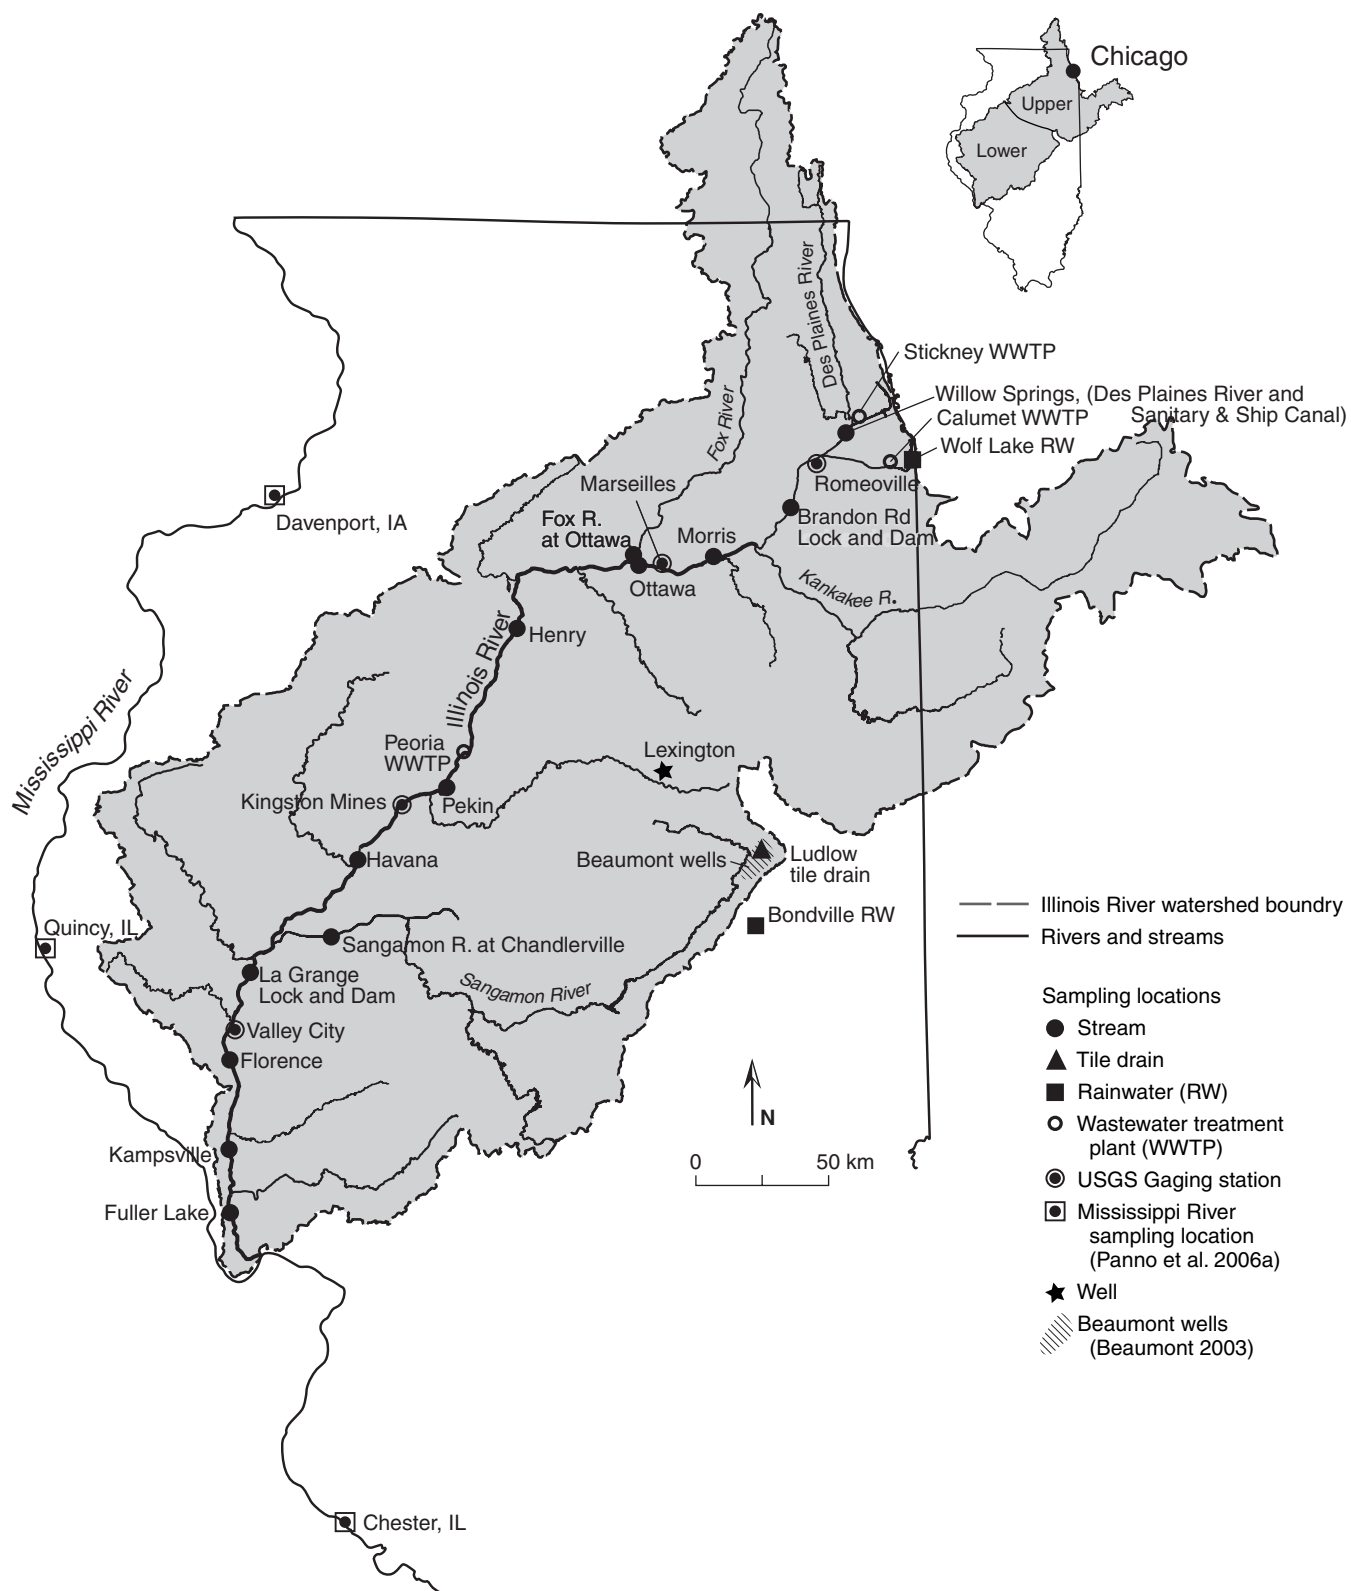 Chicago
Upper
Lower
Des Plaines River
Stickney WWTP
Willow Springs, (Des Plaines River and
Sanitary & Ship Canal)
Calumet WWTP
Wolf Lake RW
Fox River
Romeoville
Marseilles
Davenport, IA
Fox R.
at Ottawa
Morris
Brandon Rd
Lock and Dam
Ottawa
Kankakee R.
Henry
Illinois River
Mississippi River
Peoria
WWTP
Lexington
Kingston Mines
Pekin
Havana
Beaumont wells
Ludlow
tile drain
Bondville RW
Quincy, IL
Sangamon R. at Chandlerville
La Grange
Lock and Dam
Sangamon River
Valley City
Florence
Kampsville
Fuller Lake
N
0 50 km
Chester, IL
Illinois River watershed boundry
Rivers and streams
Sampling locations
Stream
Tile drain
Rainwater (RW)
Wastewater treatment
plant (WWTP)
USGS Gaging station
Mississippi River
sampling location
(Panno et al. 2006a)
Well
Beaumont wells
(Beaumont 2003)